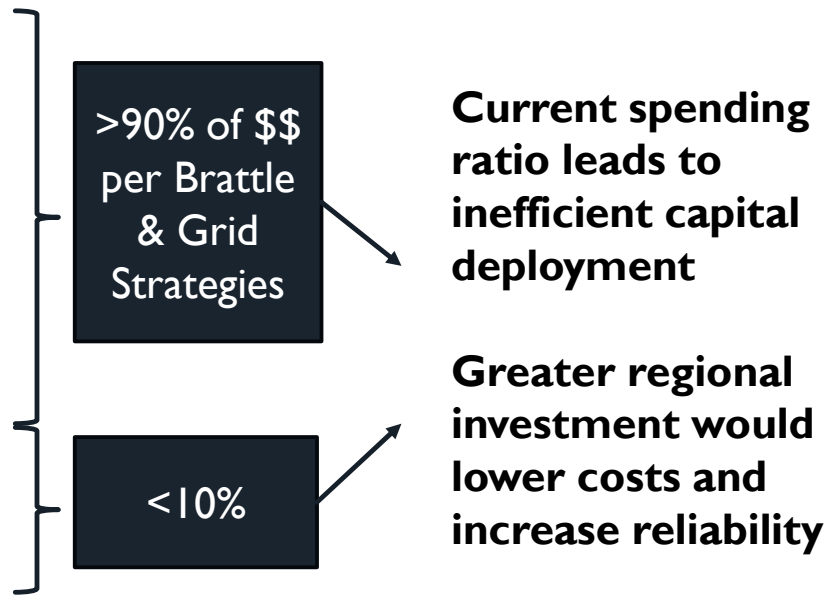 >90% of $$
per Brattle
& Grid
Strategies
Current spending
ratio leads to
inefficient capital
deployment
<10%
Greater regional
investment would
lower costs and
increase reliability